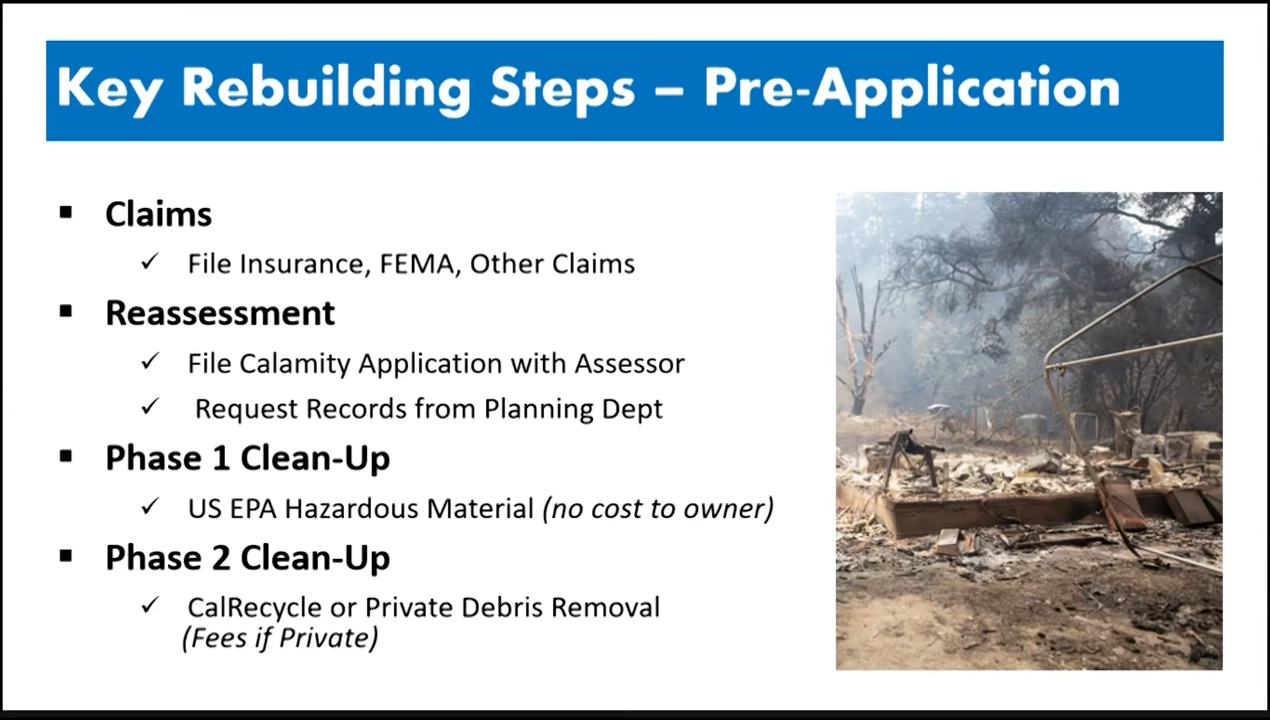 Key Rebuilding Steps – Pre-Application
▪ Claims
✓ File Insurance, FEMA, Other Claims
▪ Reassessment
✓ File Calamity Application with Assessor
✓ Request Records from Planning Dept
▪ Phase 1 Clean-Up
✓ US EPA Hazardous Material (no cost to owner)
▪ Phase 2 Clean-Up
✓ CalRecycle or Private Debris Removal
(Fees if Private)